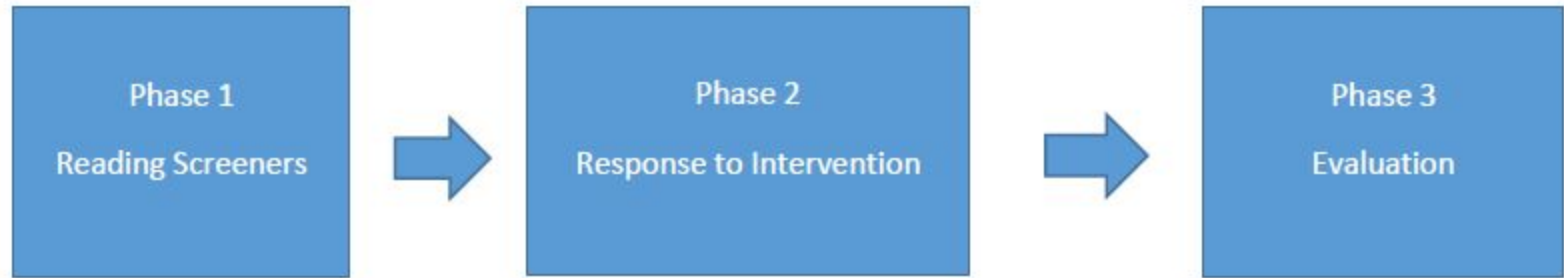 Phase 1
Reading Screeners
Phase 2
Response to Intervention
Phase 3
Evaluation